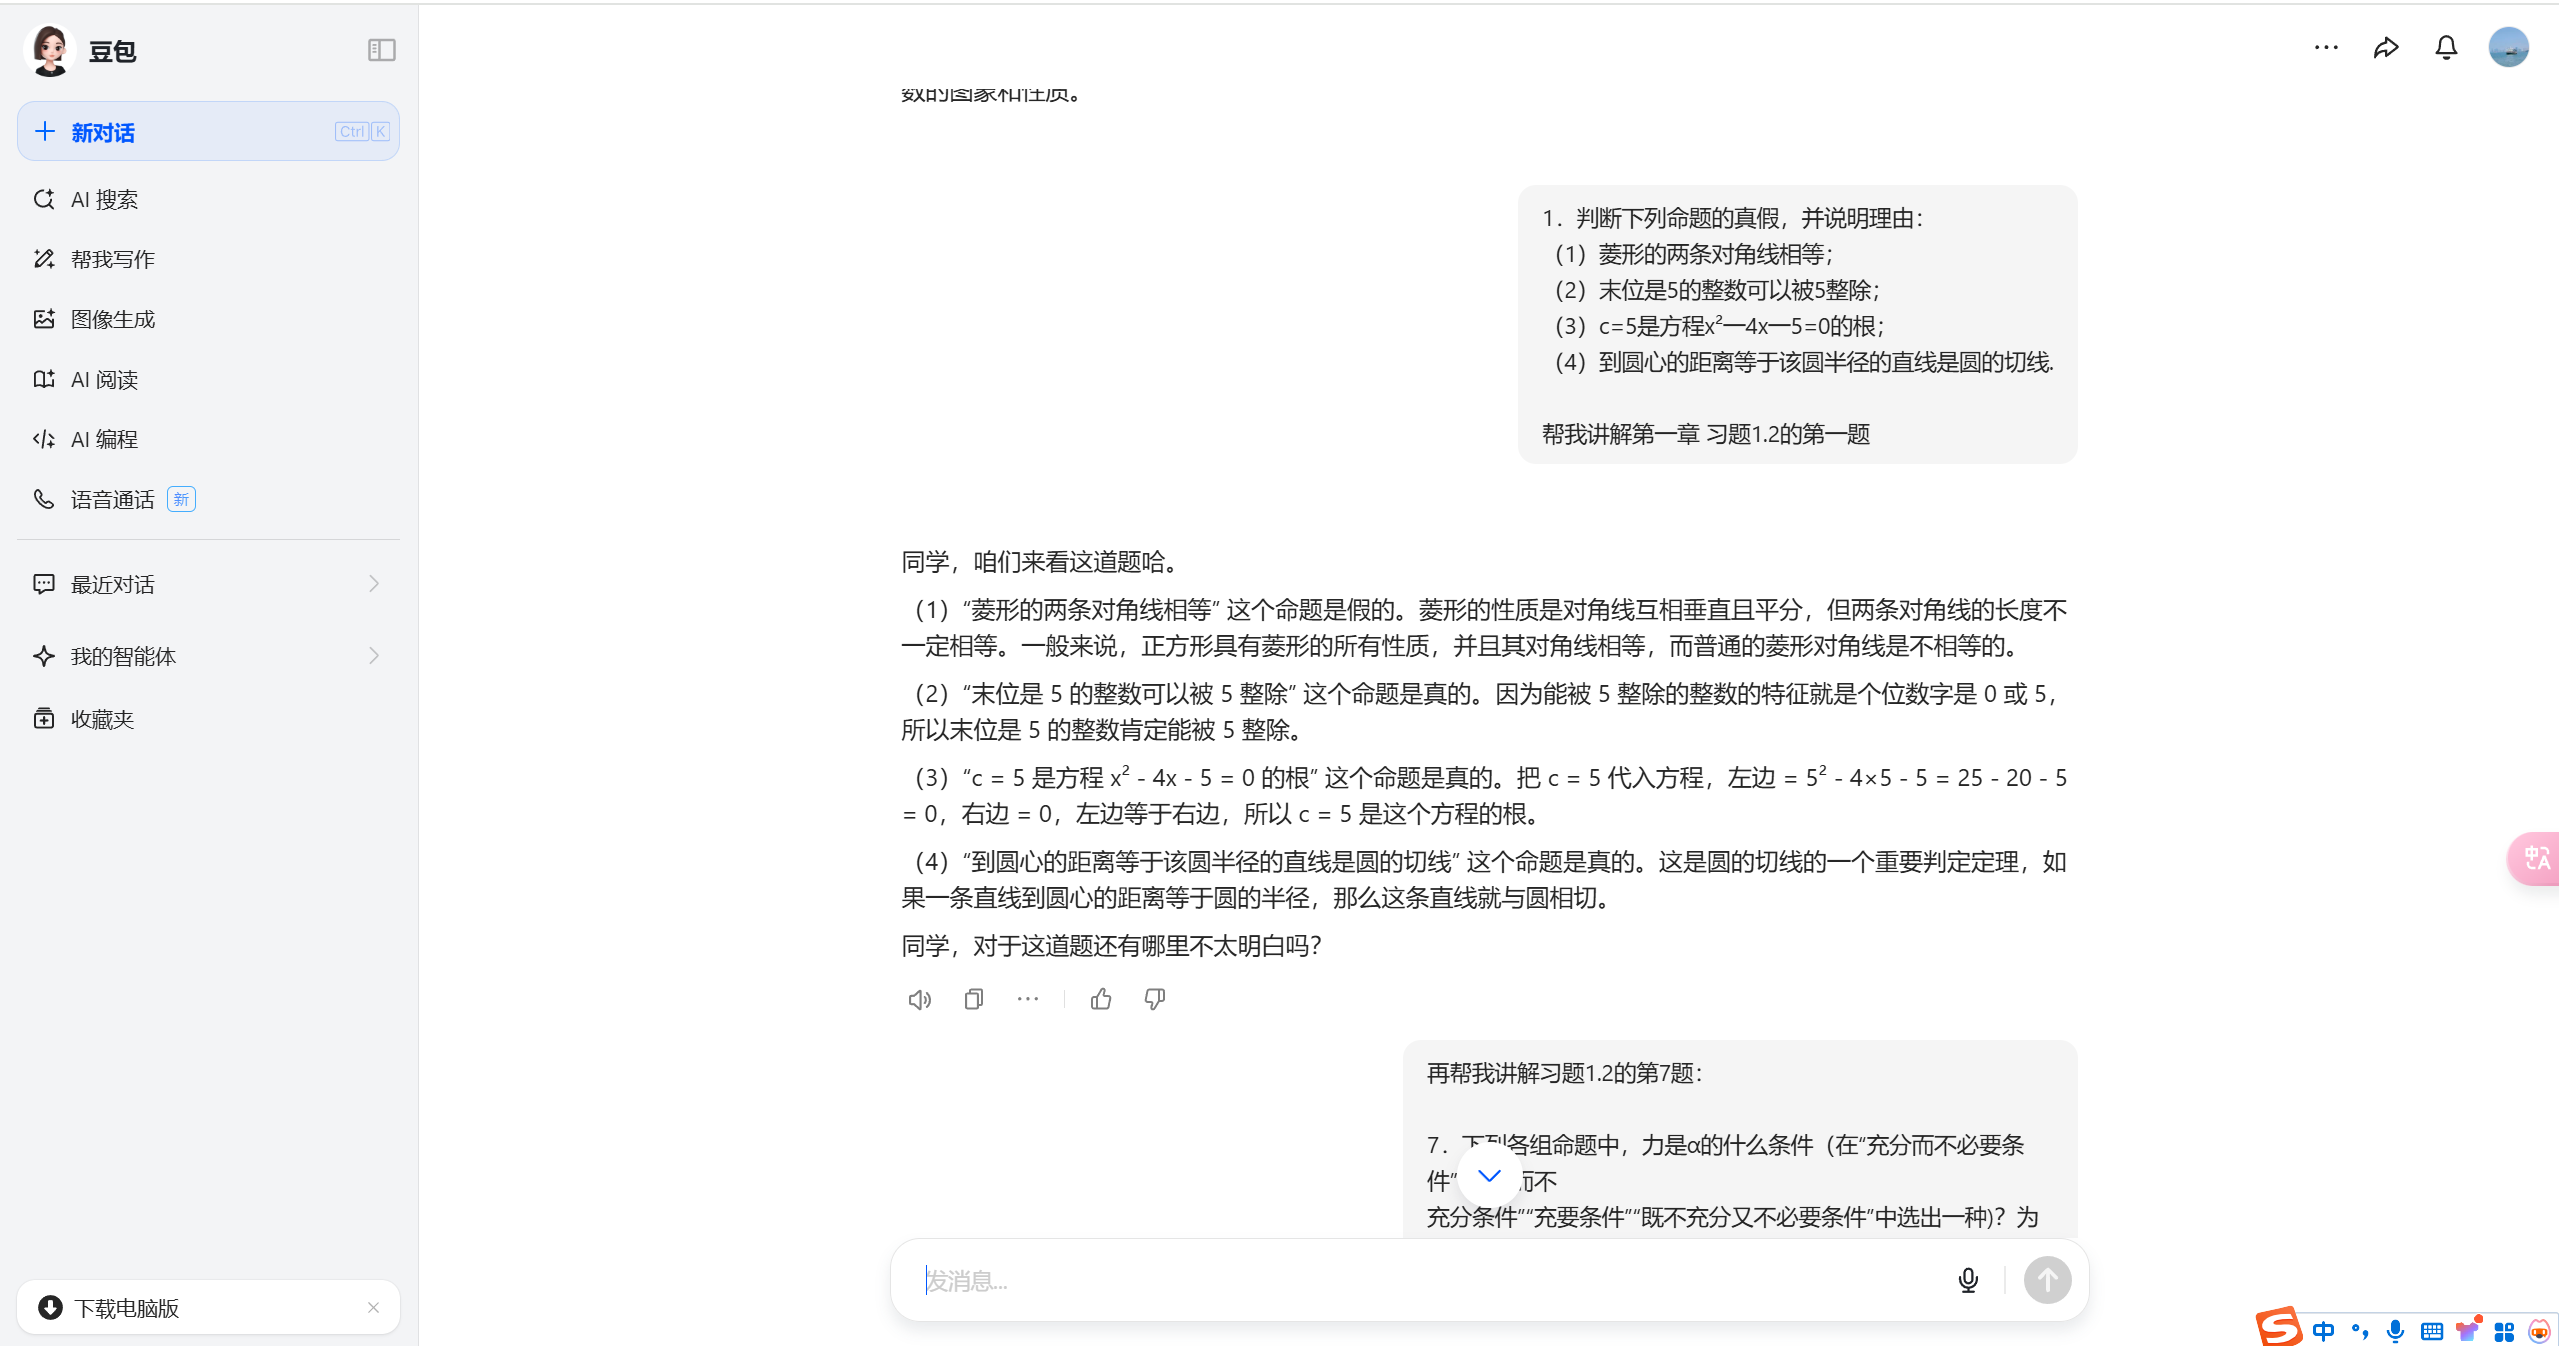 豆包
新对话
Ctrl K
AI 搜索
帮我写作
图像生成
AI 阅读
AI 编程
语音通话 新
最近对话
我的智能体
收藏夹
下载电脑版
数的图象和性质。
1．判断下列命题的真假，并说明理由：
（1）菱形的两条对角线相等；
（2）末位是5的整数可以被5整除；
（3）c=5是方程x²一4x一5=0的根；
（4）到圆心的距离等于该圆半径的直线是圆的切线.
帮我讲解第一章 习题1.2的第一题
同学，咱们来看这道题哈。
（1）“菱形的两条对角线相等” 这个命题是假的。菱形的性质是对角线互相垂直且平分，但两条对角线的长度不
一定相等。一般来说，正方形具有菱形的所有性质，并且其对角线相等，而普通的菱形对角线是不相等的。
（2）“末位是 5 的整数可以被 5 整除” 这个命题是真的。因为能被 5 整除的整数的特征就是个位数字是 0 或 5，
所以末位是 5 的整数肯定能被 5 整除。
（3）“c = 5 是方程 x² - 4x - 5 = 0 的根” 这个命题是真的。把 c = 5 代入方程，左边 = 5² - 4×5 - 5 = 25 - 20 - 5
= 0，右边 = 0，左边等于右边，所以 c = 5 是这个方程的根。
（4）“到圆心的距离等于该圆半径的直线是圆的切线” 这个命题是真的。这是圆的切线的一个重要判定定理，如
果一条直线到圆心的距离等于圆的半径，那么这条直线就与圆相切。
同学，对于这道题还有哪里不太明白吗？
再帮我讲解习题1.2的第7题：
7．下列各组命题中，力是α的什么条件（在“充分而不必要条
件” 而不
充分条件”“充要条件”“既不充分又不必要条件”中选出一种)？为
发消息...
中